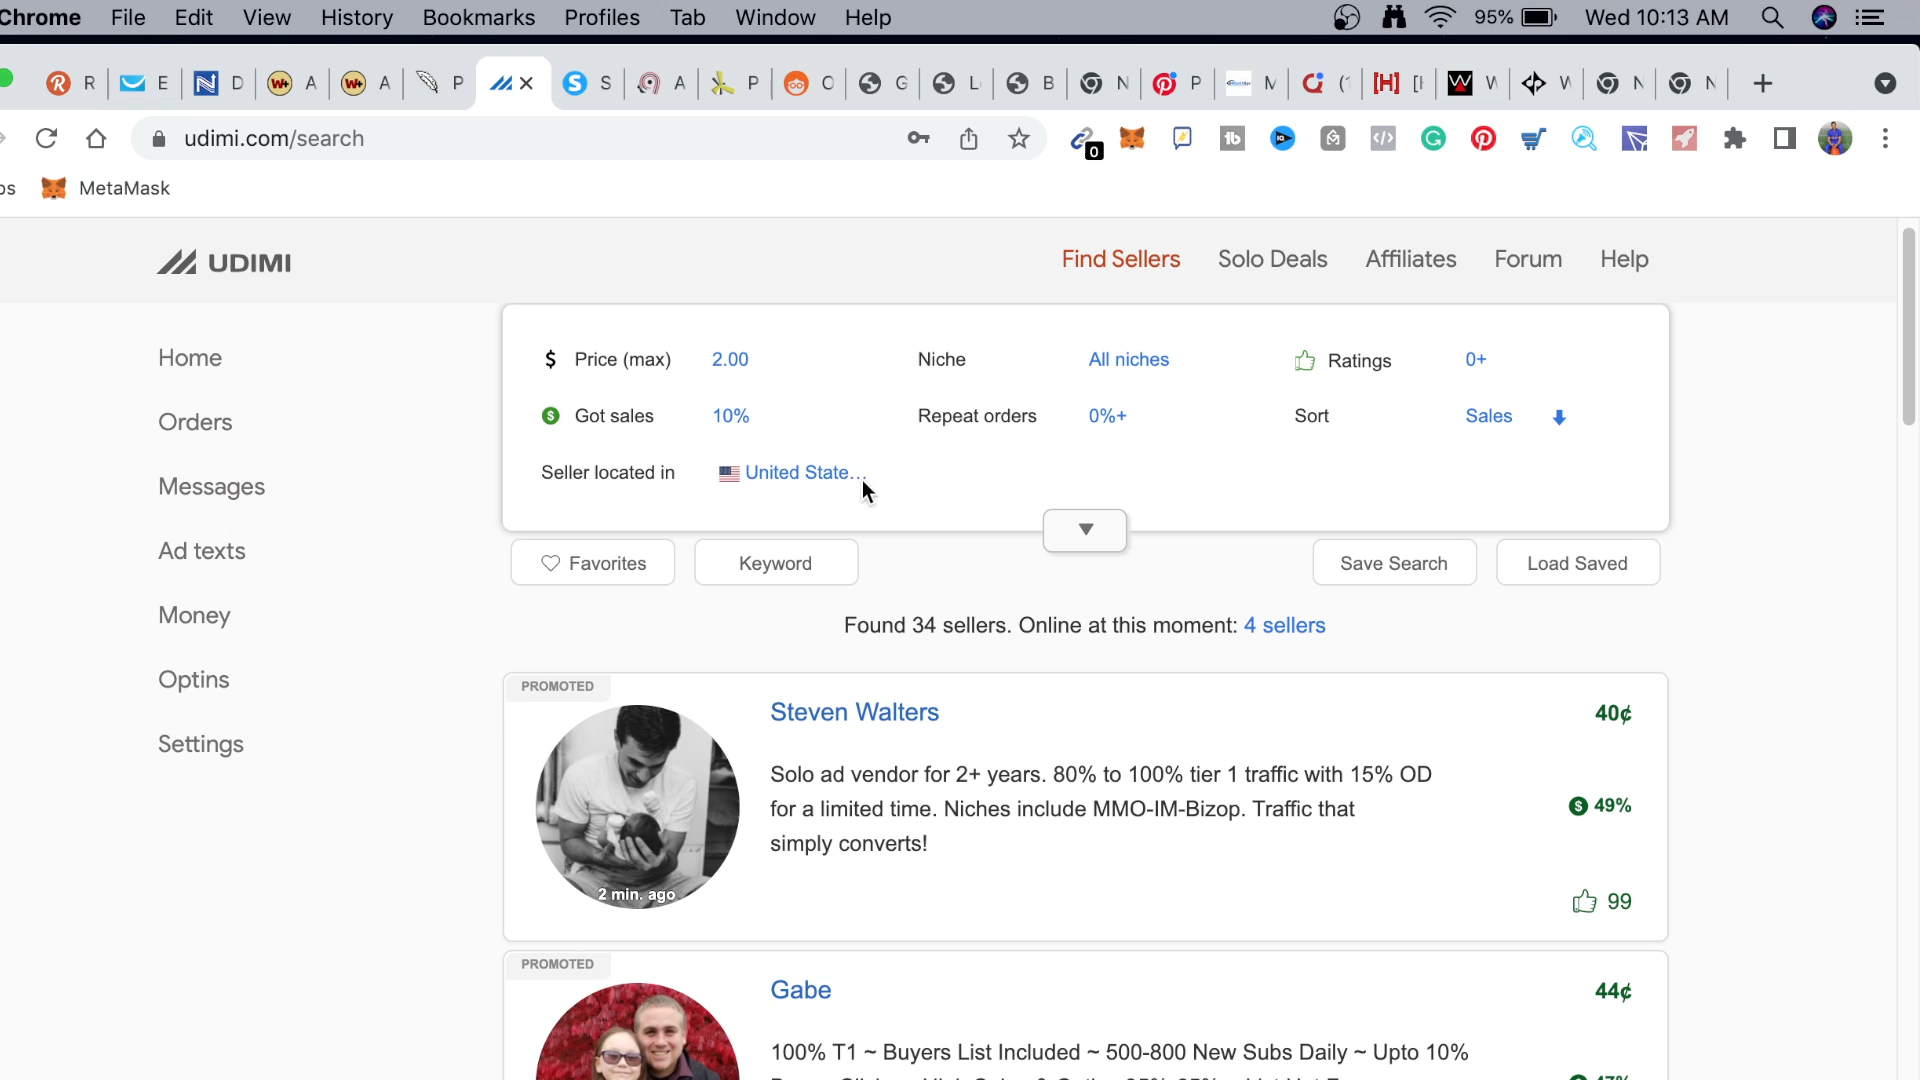 Chrome File Edit View History Bookmarks Profiles Tab Window Help 95% Wed 10:13 AM
R E D A A P S A P C G L B N P M ( [H] [H W W N N
udimi.com/search 0
ps MetaMask
UDIMI Find Sellers Solo Deals Affiliates Forum Help
Home
Orders
Messages
Ad texts
Money
Optins
Settings
$ Price (max) 2.00 Niche All niches Ratings 0+
$ Got sales 10% Repeat orders 0%+ Sort Sales
Seller located in United State...
Favorites Keyword Save Search Load Saved
Found 34 sellers. Online at this moment: 4 sellers
PROMOTED
Steven Walters 40¢
Solo ad vendor for 2+ years. 80% to 100% tier 1 traffic with 15% OD
for a limited time. Niches include MMO-IM-Bizop. Traffic that
simply converts!
$ 49%
2 min. ago
99
PROMOTED
Gabe 44¢
100% T1 ~ Buyers List Included ~ 500-800 New Subs Daily ~ Upto 10%